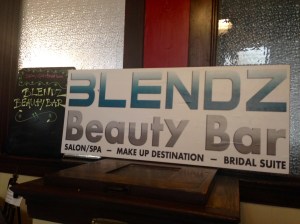 BLENDZ
BEAUTY BAR
BLENDZ
Beauty Bar
SALON/SPA – MAKE UP DESTINATION – BRIDAL SUITE